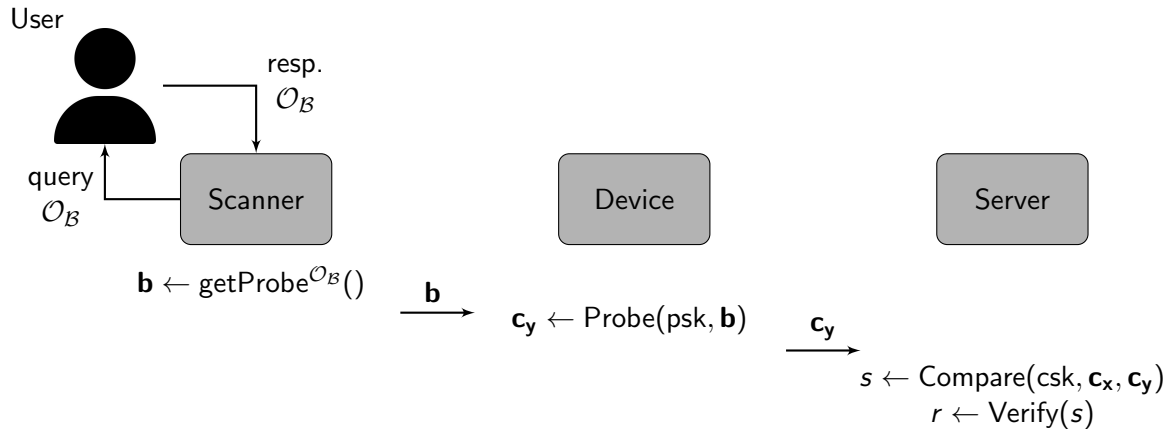 User
resp.
𝒪_ℬ
query
𝒪_ℬ
Scanner
Device
Server
𝐛 ← getProbe^{𝒪_ℬ}()
𝐛
𝐜_𝐲 ← Probe(psk, 𝐛)
𝐜_𝐲
s ← Compare(csk, 𝐜_𝐱, 𝐜_𝐲)
r ← Verify(s)